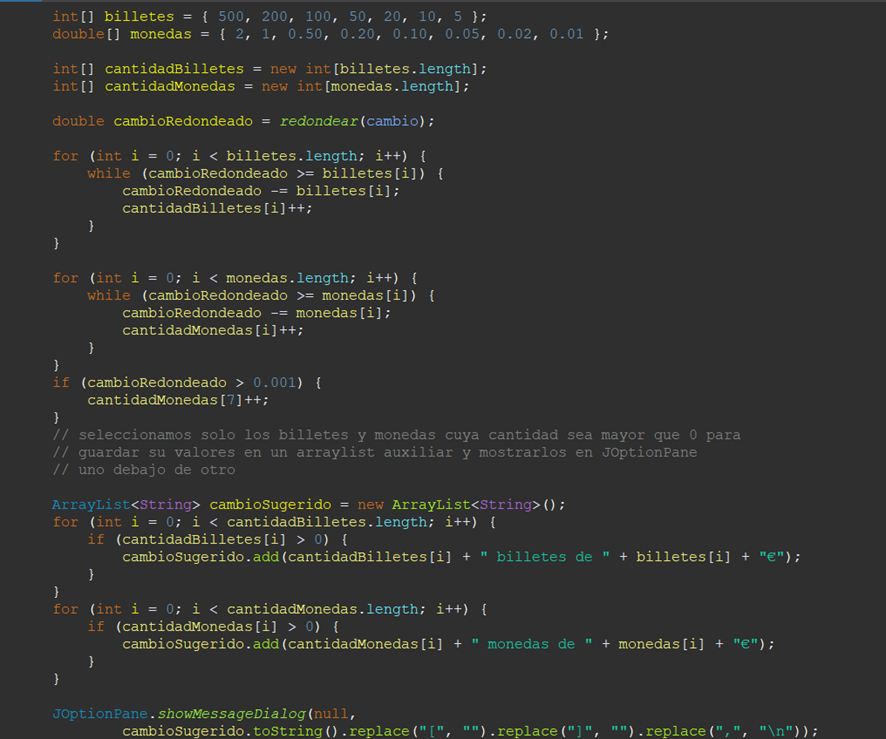 int[] billetes = { 500, 200, 100, 50, 20, 10, 5 };
double[] monedas = { 2, 1, 0.50, 0.20, 0.10, 0.05, 0.02, 0.01 };
int[] cantidadBilletes = new int[billetes.length];
int[] cantidadMonedas = new int[monedas.length];
double cambioRedondeado = redondear(cambio);
for (int i = 0; i < billetes.length; i++) {
while (cambioRedondeado >= billetes[i]) {
cambioRedondeado -= billetes[i];
cantidadBilletes[i]++;
}
}
for (int i = 0; i < monedas.length; i++) {
while (cambioRedondeado >= monedas[i]) {
cambioRedondeado -= monedas[i];
cantidadMonedas[i]++;
}
}
if (cambioRedondeado > 0.001) {
cantidadMonedas[7]++;
}
// seleccionamos solo los billetes y monedas cuya cantidad sea mayor que 0 para
// guardar su valores en un arraylist auxiliar y mostrarlos en JOptionPane
// uno debajo de otro
ArrayList<String> cambioSugerido = new ArrayList<String>();
for (int i = 0; i < cantidadBilletes.length; i++) {
if (cantidadBilletes[i] > 0) {
cambioSugerido.add(cantidadBilletes[i] + " billetes de " + billetes[i] + "€");
}
}
for (int i = 0; i < cantidadMonedas.length; i++) {
if (cantidadMonedas[i] > 0) {
cambioSugerido.add(cantidadMonedas[i] + " monedas de " + monedas[i] + "€");
}
}
JOptionPane.showMessageDialog(null,
cambioSugerido.toString().replace("[", "").replace("]", "").replace(",", "\n"));